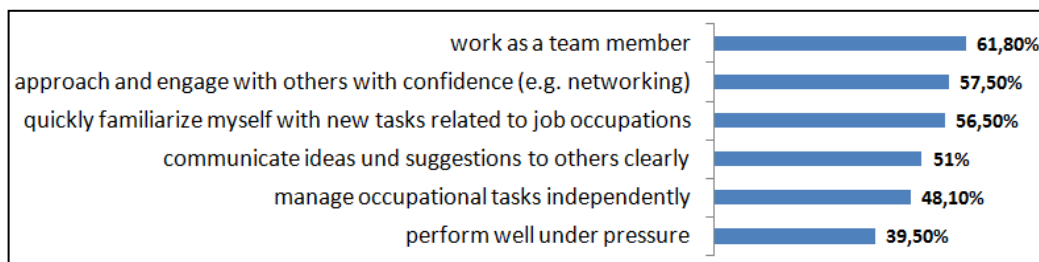 work as a team member 61,80%
approach and engage with others with confidence (e.g. networking) 57,50%
quickly familiarize myself with new tasks related to job occupations 56,50%
communicate ideas und suggestions to others clearly 51%
manage occupational tasks independently 48,10%
perform well under pressure 39,50%